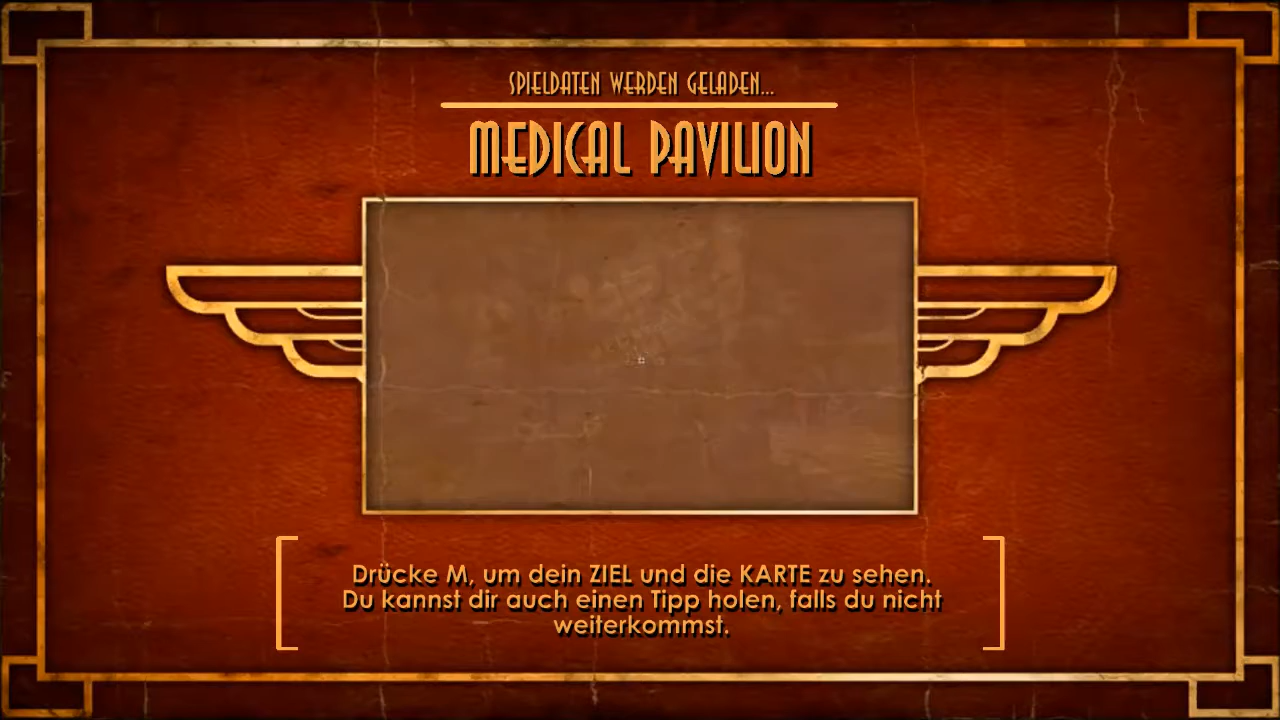 SPIELDATEN WERDEN GELADEN...
MEDICAL PAVILION
Drücke M, um dein ZIEL und die KARTE zu sehen.
Du kannst dir auch einen Tipp holen, falls du nicht
weiterkommst.